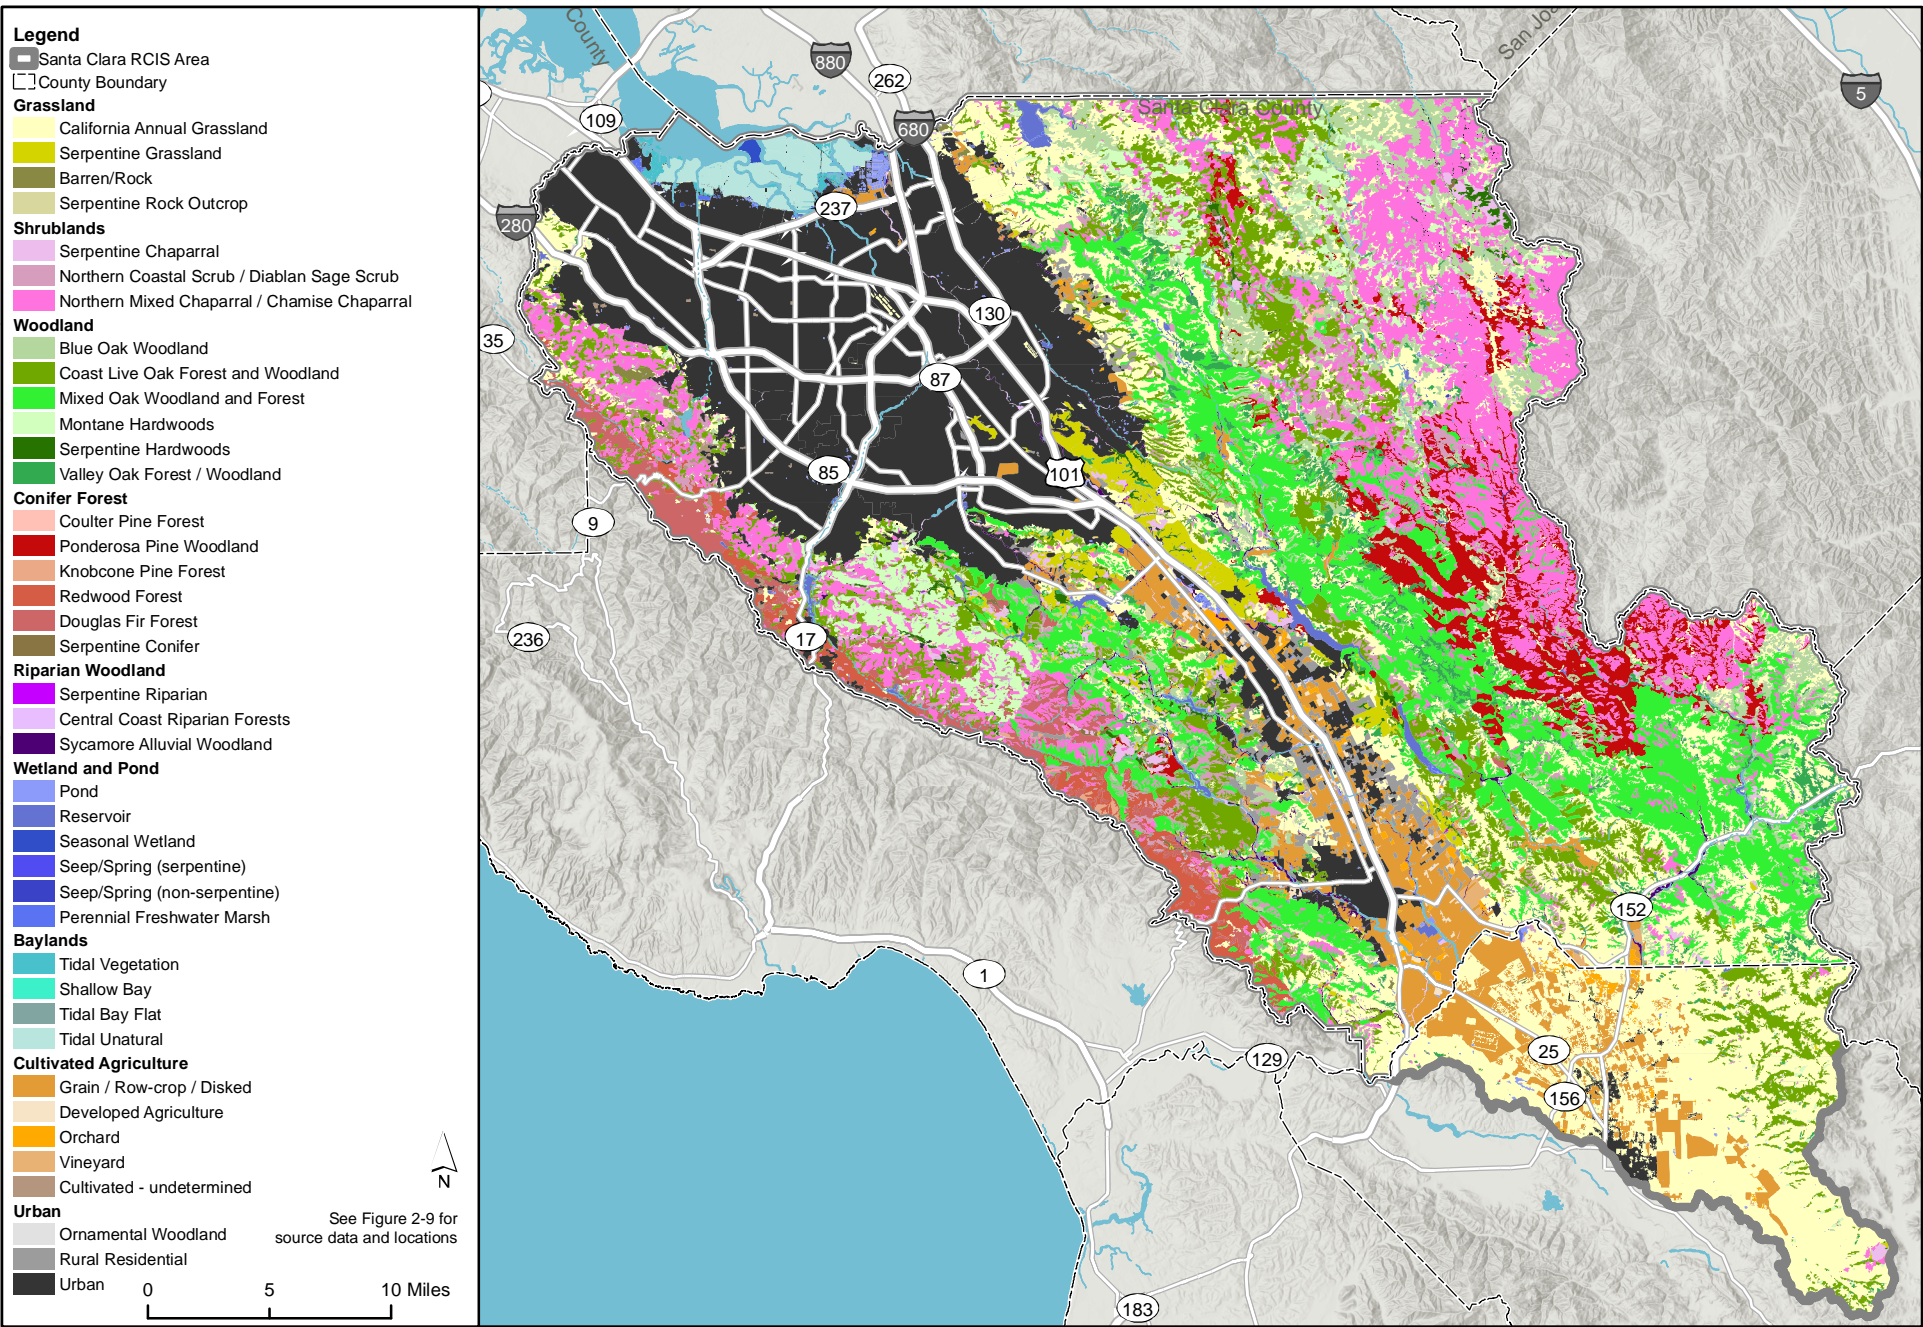 Legend
Santa Clara RCIS Area
County Boundary
Grassland
California Annual Grassland
Serpentine Grassland
Barren/Rock
Serpentine Rock Outcrop
Shrublands
Serpentine Chaparral
Northern Coastal Scrub / Diablan Sage Scrub
Northern Mixed Chaparral / Chamise Chaparral
Woodland
Blue Oak Woodland
Coast Live Oak Forest and Woodland
Mixed Oak Woodland and Forest
Montane Hardwoods
Serpentine Hardwoods
Valley Oak Forest / Woodland
Conifer Forest
Coulter Pine Forest
Ponderosa Pine Woodland
Knobcone Pine Forest
Redwood Forest
Douglas Fir Forest
Serpentine Conifer
Riparian Woodland
Serpentine Riparian
Central Coast Riparian Forests
Sycamore Alluvial Woodland
Wetland and Pond
Pond
Reservoir
Seasonal Wetland
Seep/Spring (serpentine)
Seep/Spring (non-serpentine)
Perennial Freshwater Marsh
Baylands
Tidal Vegetation
Shallow Bay
Tidal Bay Flat
Tidal Unatural
Cultivated Agriculture
Grain / Row-crop / Disked
Developed Agriculture
Orchard
Vineyard
Cultivated - undetermined
Urban
Ornamental Woodland
Rural Residential
Urban
N
See Figure 2-9 for
source data and locations
0 5 10 Miles
County
San Joa
Santa Clara County
880
262
5
109
680
237
280
130
35
87
85
101
9
17
236
152
1
25
129
156
183